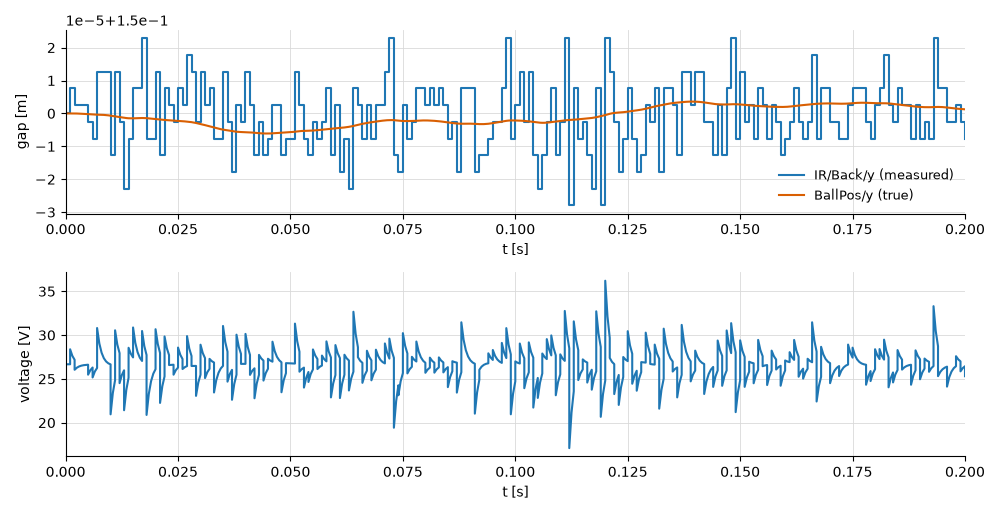 1e−5+1.5e−1
2
1
0
−1
−2
−3
gap [m]
IR/Back/y (measured)
BallPos/y (true)
0.000 0.025 0.050 0.075 0.100 0.125 0.150 0.175 0.200
t [s]
35
30
25
20
voltage [V]
0.000 0.025 0.050 0.075 0.100 0.125 0.150 0.175 0.200
t [s]